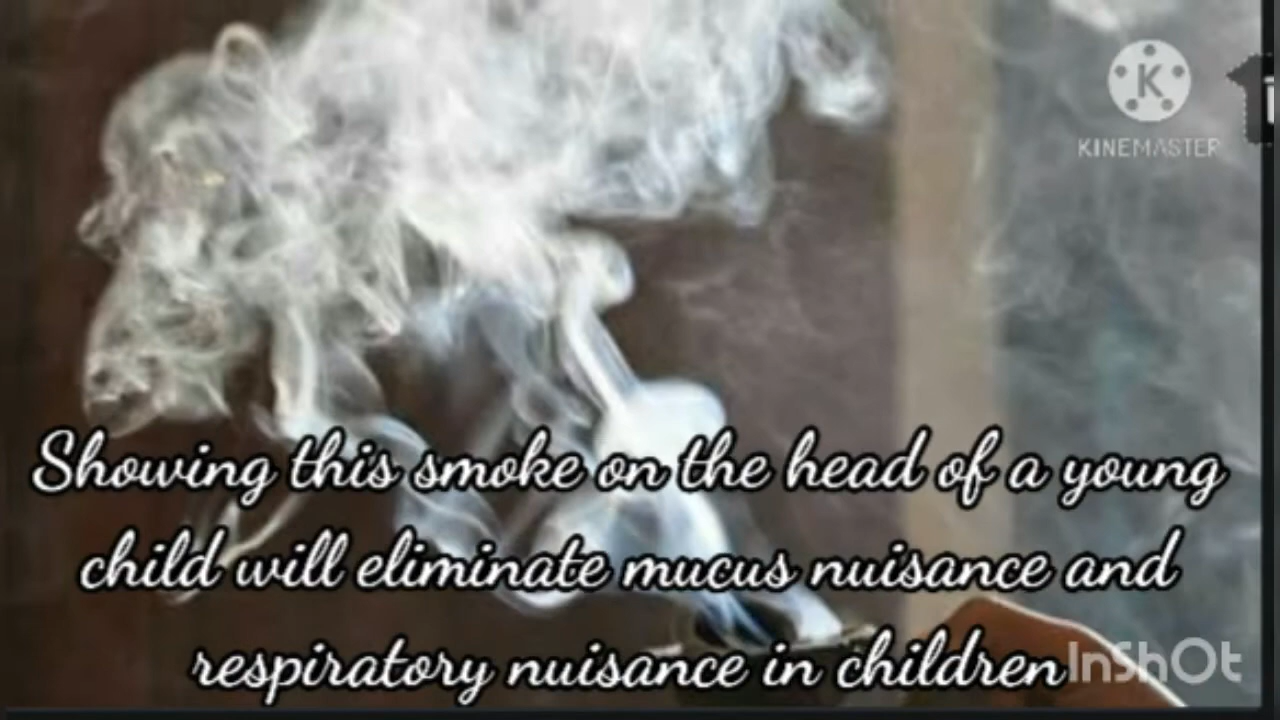 KINEMASTER
Showing this smoke on the head of a young
child will eliminate mucus nuisance and
respiratory nuisance in children
InShOt